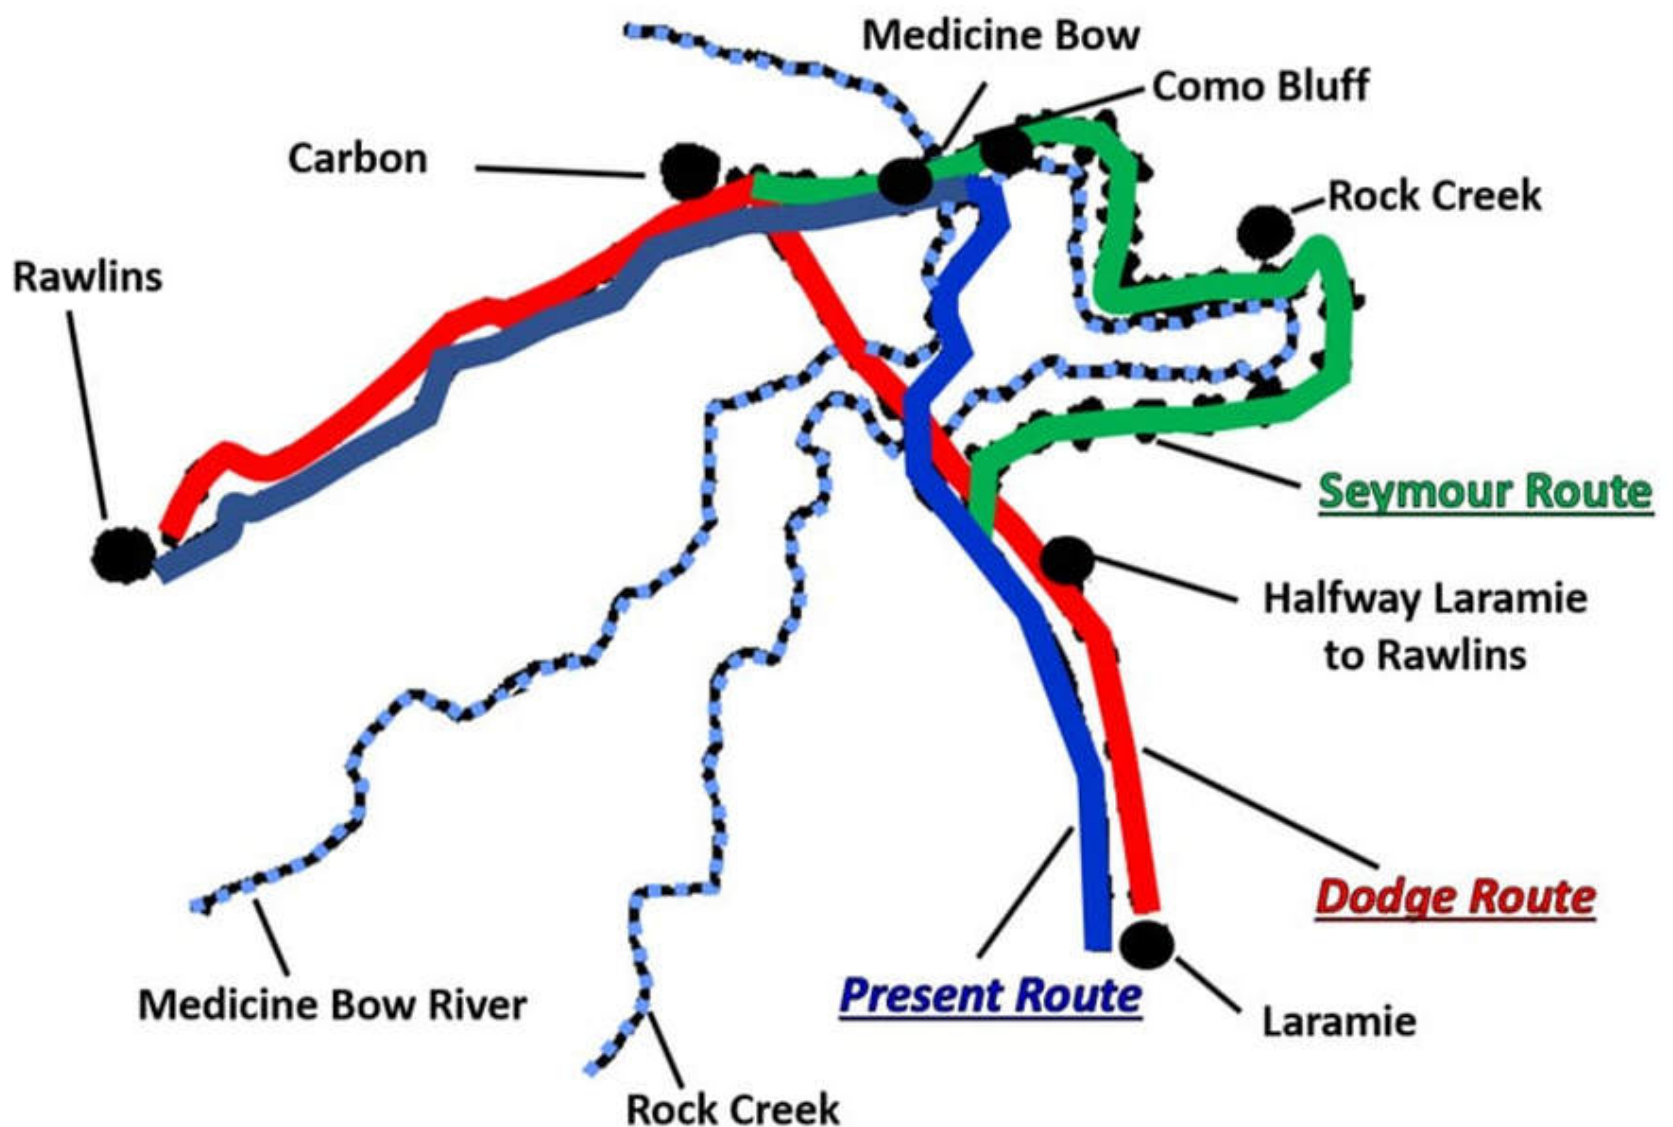 Medicine Bow
Como Bluff
Carbon
Rock Creek
Rawlins
Seymour Route
Halfway Laramie
to Rawlins
Dodge Route
Present Route
Medicine Bow River
Laramie
Rock Creek